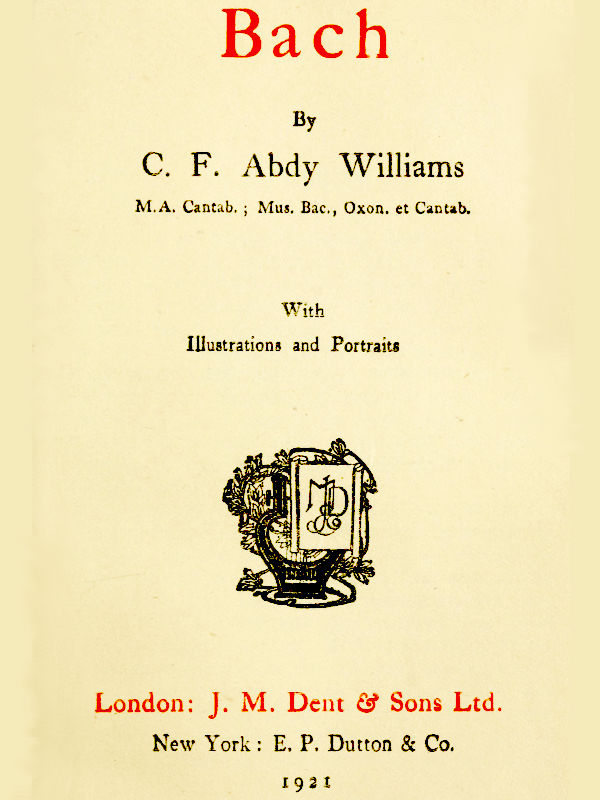 Bach
By
C. F. Abdy Williams
M.A. Cantab. ; Mus. Bac., Oxon. et Cantab.
With
Illustrations and Portraits
London: J. M. Dent & Sons Ltd.
New York: E. P. Dutton & Co.
1921